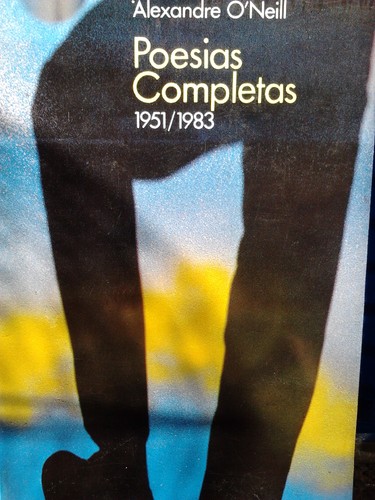 Alexandre O'Neill
Poesias
Completas
1951/1983